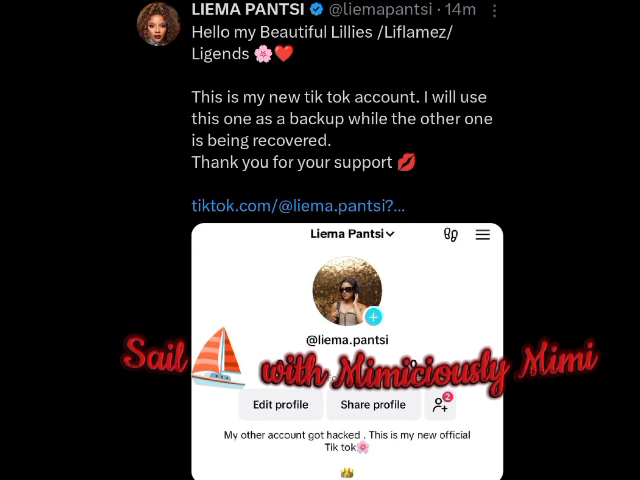 LIEMA PANTSI @liemapantsi · 14m
Hello my Beautiful Lillies /Liflamez/
Ligends 🌸❤️
This is my new tik tok account. I will use
this one as a backup while the other one
is being recovered.
Thank you for your support 💋
tiktok.com/@liema.pantsi?...
Liema Pantsi
@liema.pantsi
Sail with Mimiciously Mimi
Edit profile
Share profile
2
My other account got hacked . This is my new official
Tik tok🌸
👑